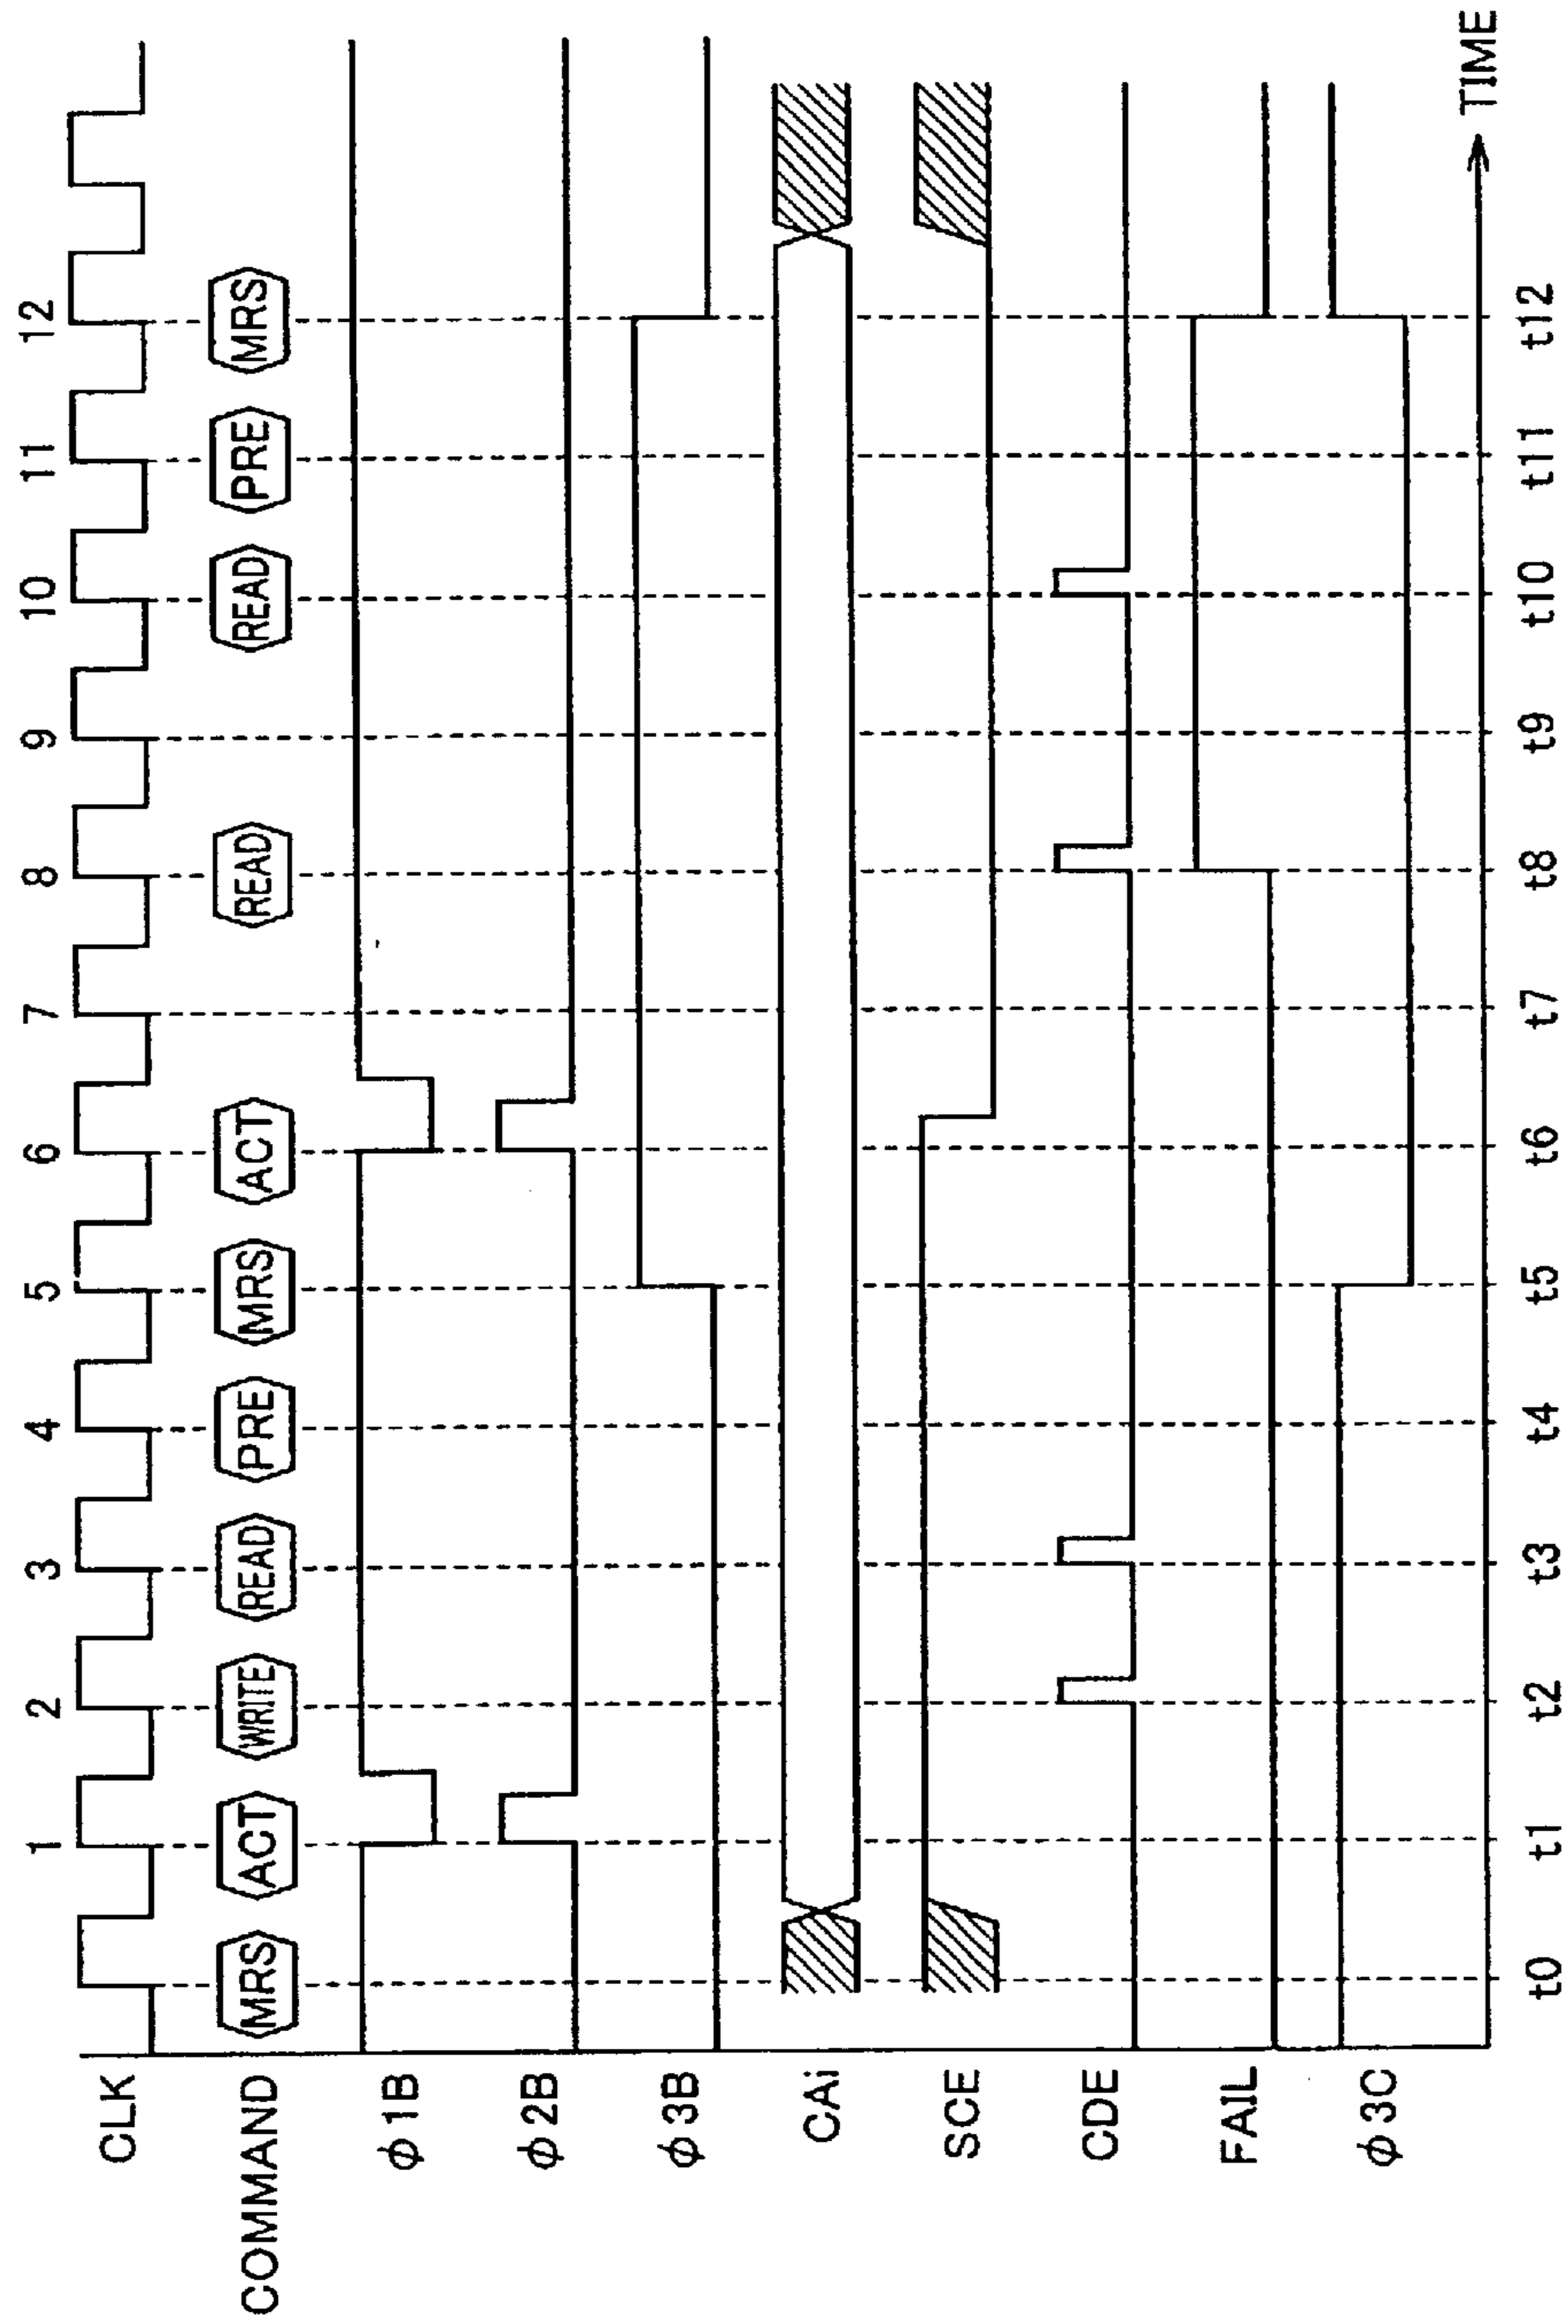 1 2 3 4 5 6 7 8 9 10 11 12
CLK
COMMAND MRS ACT WRITE READ PRE MRS ACT READ READ PRE MRS
φ1B
φ2B
φ3B
CAi
SCE
CDE
FAIL
φ3C
TIME
t0 t1 t2 t3 t4 t5 t6 t7 t8 t9 t10 t11 t12